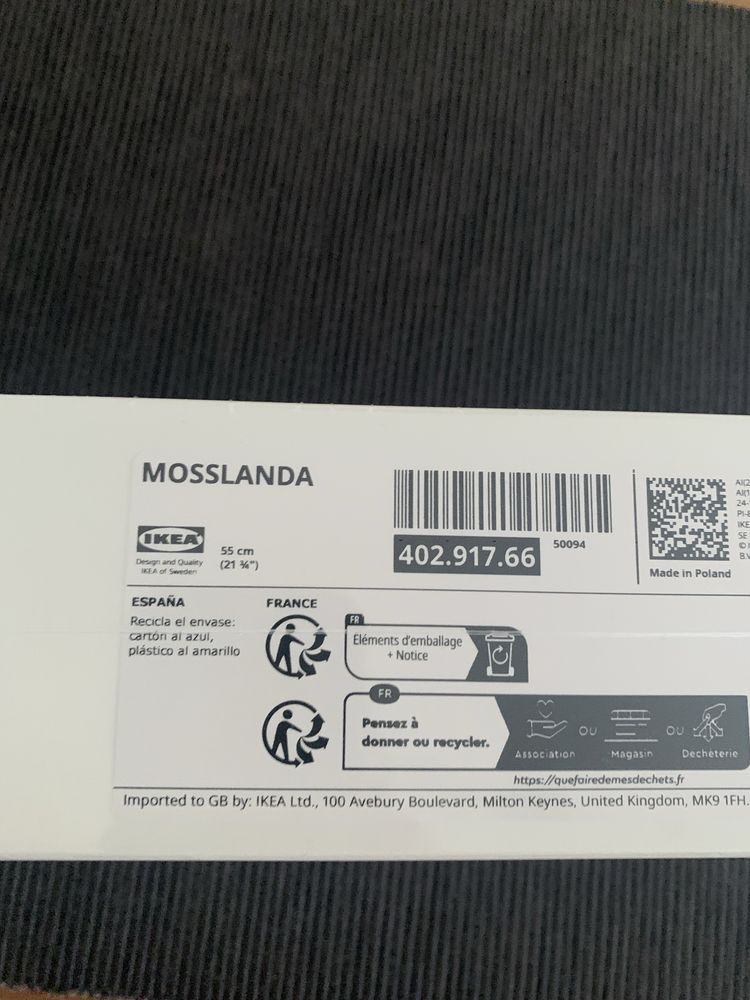 MOSSLANDA
IKEA
Design and Quality
IKEA of Sweden
55 cm
(21 ¾")
402.917.66
50094
Made in Poland
ESPAÑA
Recicla el envase:
cartón al azul,
plástico al amarillo
FRANCE
FR
Éléments d'emballage
+ Notice
FR
Pensez à
donner ou recycler.
Association
OU
Magasin
OU
Déchèterie
https://quefairedemesdechets.fr
Imported to GB by: IKEA Ltd., 100 Avebury Boulevard, Milton Keynes, United Kingdom, MK9 1FH.